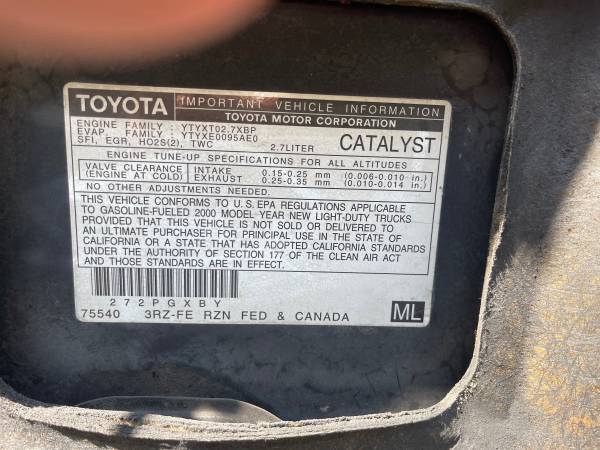 TOYOTA IMPORTANT VEHICLE INFORMATION
TOYOTA MOTOR CORPORATION
ENGINE FAMILY : YTYXT02.7XBP
EVAP. FAMILY : YTYXE0095AE0
SFI, EGR, HO2S(2), TWC 2.7LITER CATALYST
ENGINE TUNE-UP SPECIFICATIONS FOR ALL ALTITUDES
VALVE CLEARANCE INTAKE 0.15-0.25 mm (0.006-0.010 in.)
(ENGINE AT COLD) EXHAUST 0.25-0.35 mm (0.010-0.014 in.)
NO OTHER ADJUSTMENTS NEEDED.
THIS VEHICLE CONFORMS TO U.S. EPA REGULATIONS APPLICABLE
TO GASOLINE-FUELED 2000 MODEL YEAR NEW LIGHT-DUTY TRUCKS
PROVIDED THAT THIS VEHICLE IS NOT SOLD OR DELIVERED TO
AN ULTIMATE PURCHASER FOR PRINCIPAL USE IN THE STATE OF
CALIFORNIA OR A STATE THAT HAS ADOPTED CALIFORNIA STANDARDS
UNDER THE AUTHORITY OF SECTION 177 OF THE CLEAN AIR ACT
AND THOSE STANDARDS ARE IN EFFECT.
272PGXBY
75540 3RZ-FE RZN FED & CANADA ML